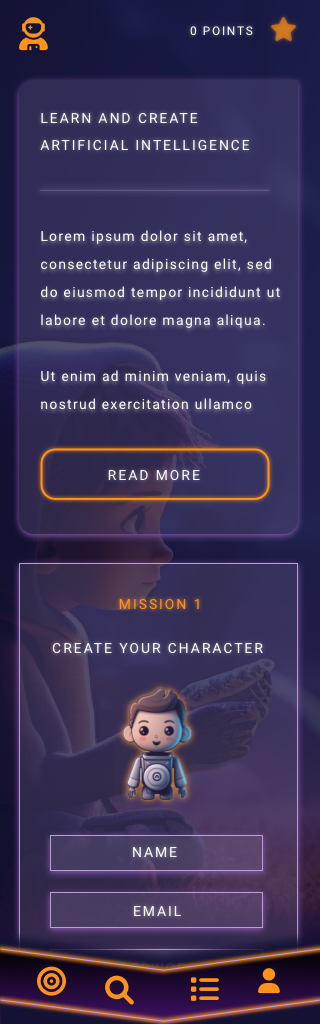 0 POINTS
LEARN AND CREATE
ARTIFICIAL INTELLIGENCE
Lorem ipsum dolor sit amet,
consectetur adipiscing elit, sed
do eiusmod tempor incididunt ut
labore et dolore magna aliqua.
Ut enim ad minim veniam, quis
nostrud exercitation ullamco
READ MORE
MISSION 1
CREATE YOUR CHARACTER
NAME
EMAIL